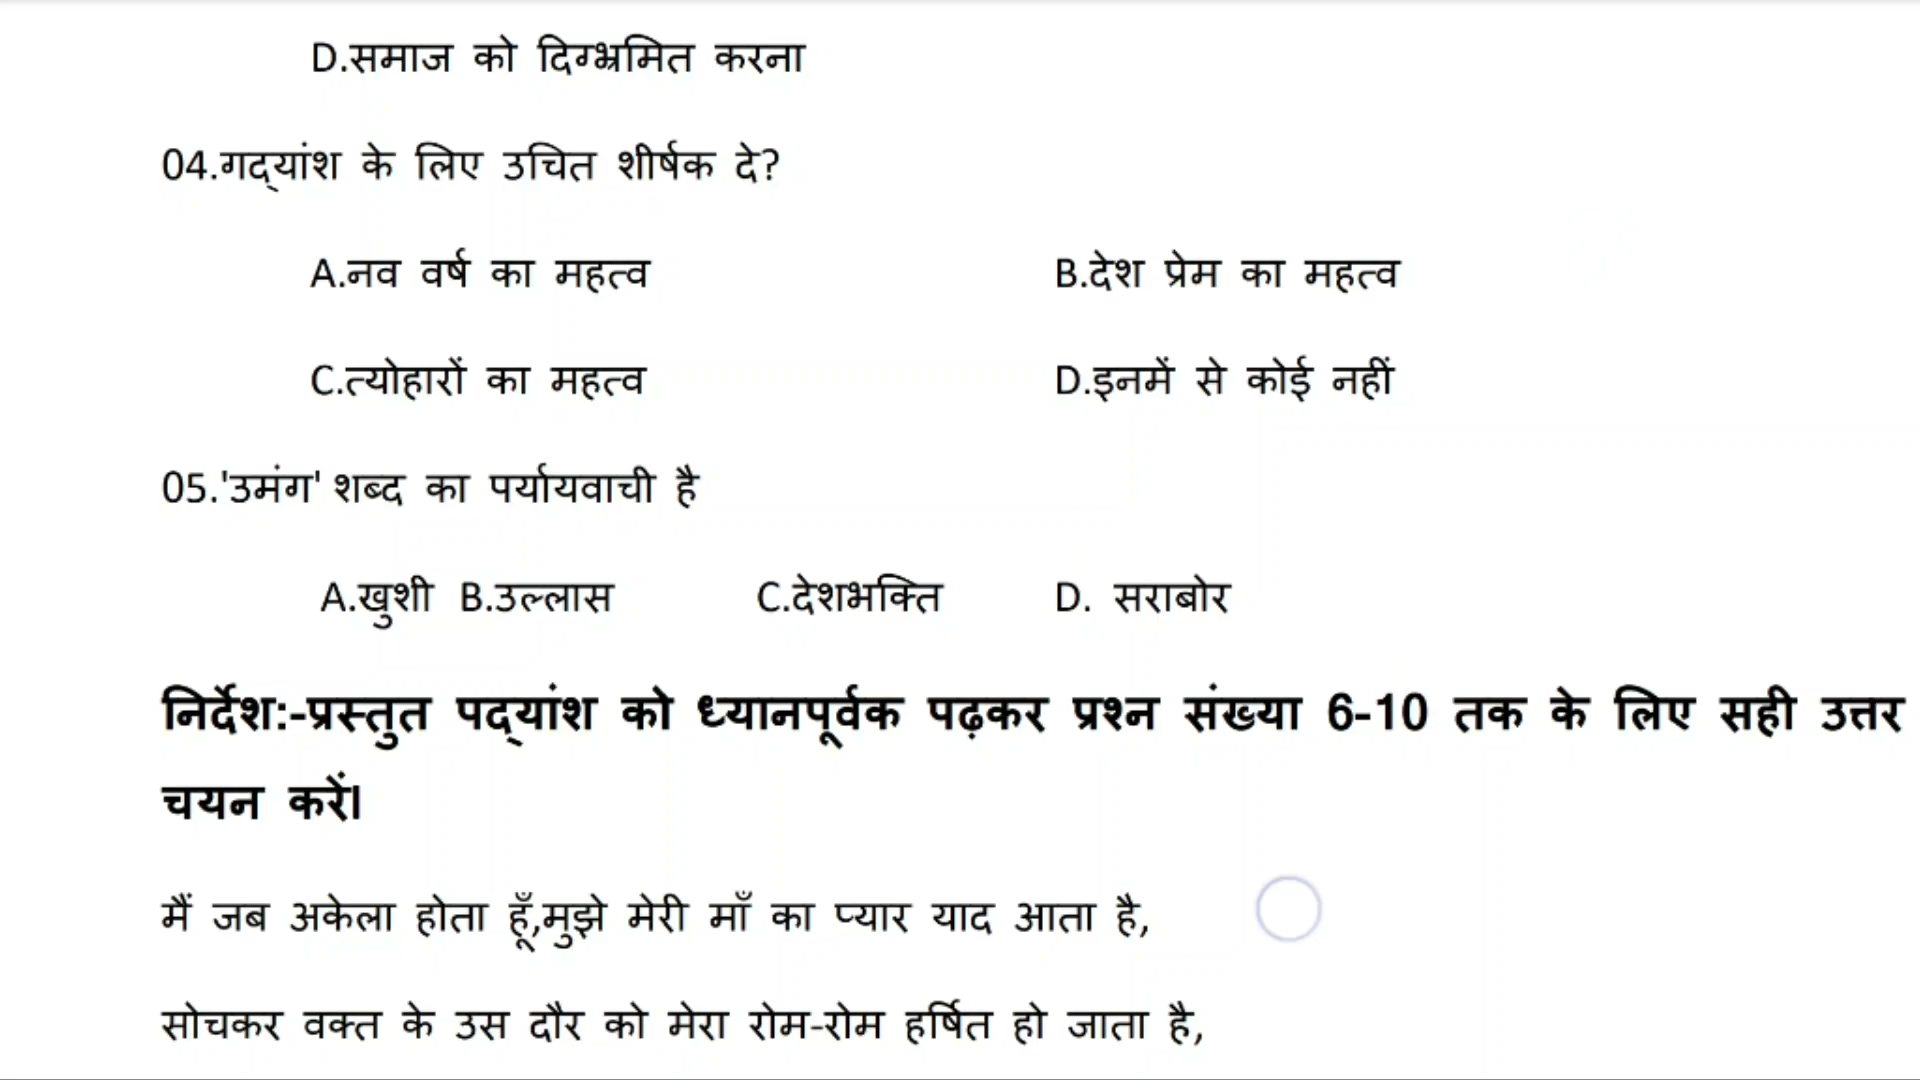 D.समाज को दिग्भ्रमित करना
04.गद्‌यांश के लिए उचित शीर्षक दे?
A.नव वर्ष का महत्व B.देश प्रेम का महत्व
C.त्योहारों का महत्व D.इनमें से कोई नहीं
05.'उमंग' शब्द का पर्यायवाची है
A.खुशी B.उल्लास C.देशभक्ति D. सराबोर
निर्देश:-प्रस्तुत पद्‌यांश को ध्यानपूर्वक पढ़कर प्रश्न संख्या 6-10 तक के लिए सही उत्तर
चयन करें।
मैं जब अकेला होता हूँ,मुझे मेरी माँ का प्यार याद आता है,
सोचकर वक्त के उस दौर को मेरा रोम-रोम हर्षित हो जाता है,